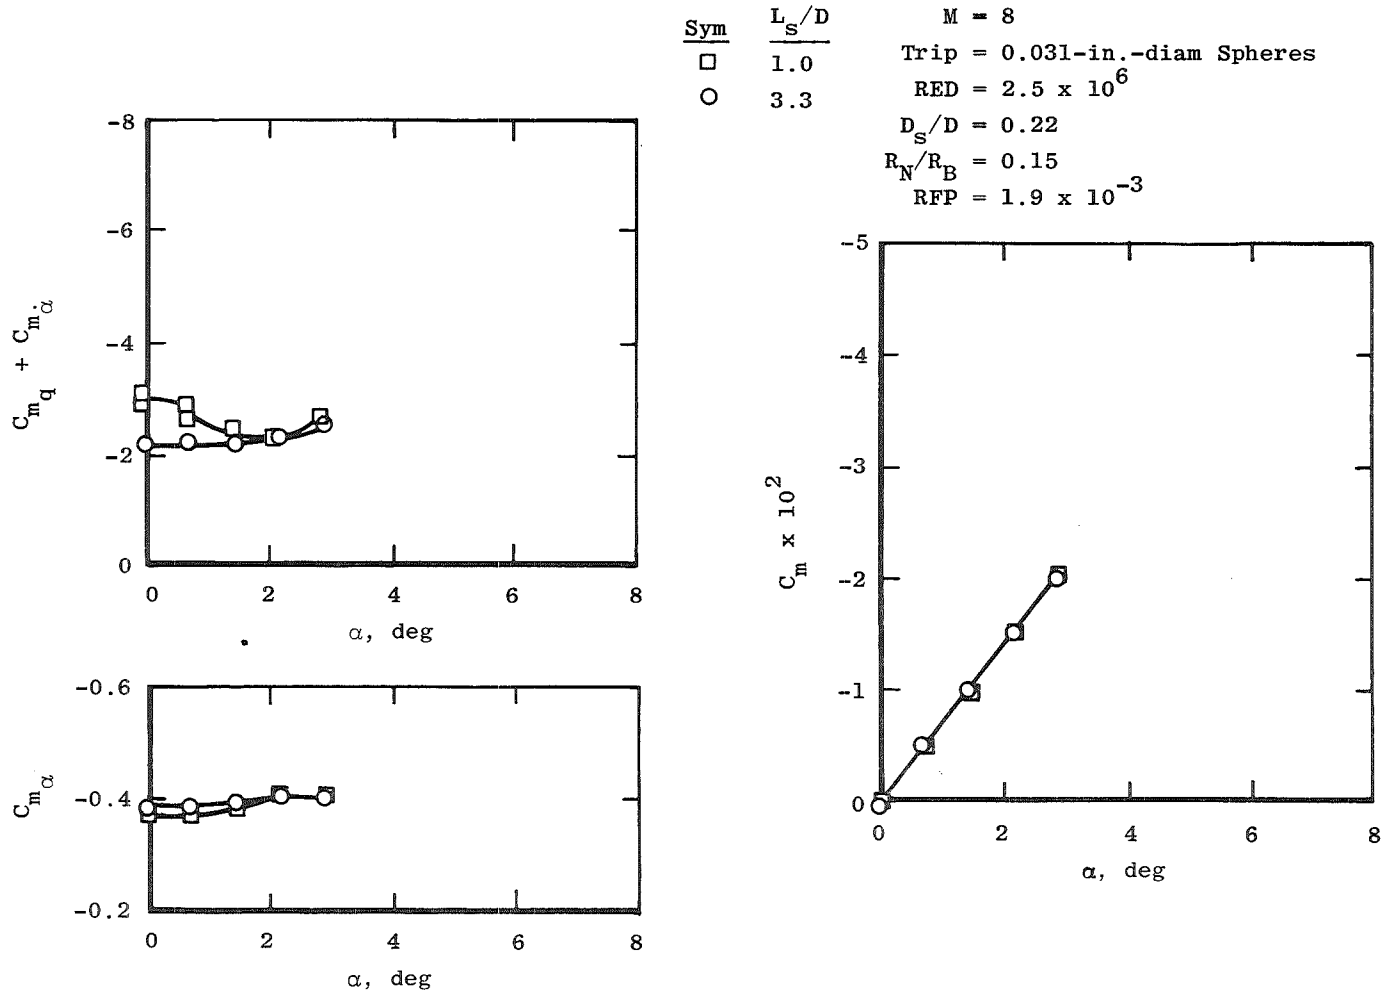 Sym L_s/D
□ 1.0
○ 3.3
M = 8
Trip = 0.031-in.-diam Spheres
RED = 2.5 x 10^6
D_s/D = 0.22
R_N/R_B = 0.15
RFP = 1.9 x 10^-3
C_m_q + C_m_α̇
-8
-6
-4
-2
0
0 2 4 6 8
α, deg
C_m_α
-0.6
-0.4
-0.2
0 2 4 6 8
α, deg
C_m x 10^2
-5
-4
-3
-2
-1
0
0 2 4 6 8
α, deg